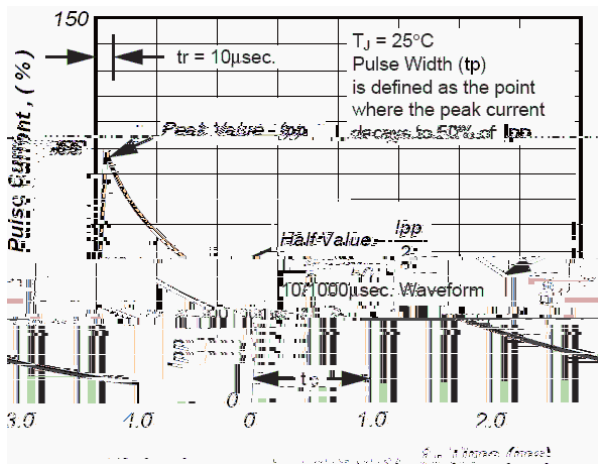 150
tr = 10µsec.
TJ = 25°C
Pulse Width (tp)
is defined as the point
where the peak current
decays to 50% of Ipp
Peak Value - Ipp
Pulse Current, (%)
Half Value - Ipp
2
10/1000µsec. Waveform
0
3.0 1.0 0 1.0 2.0